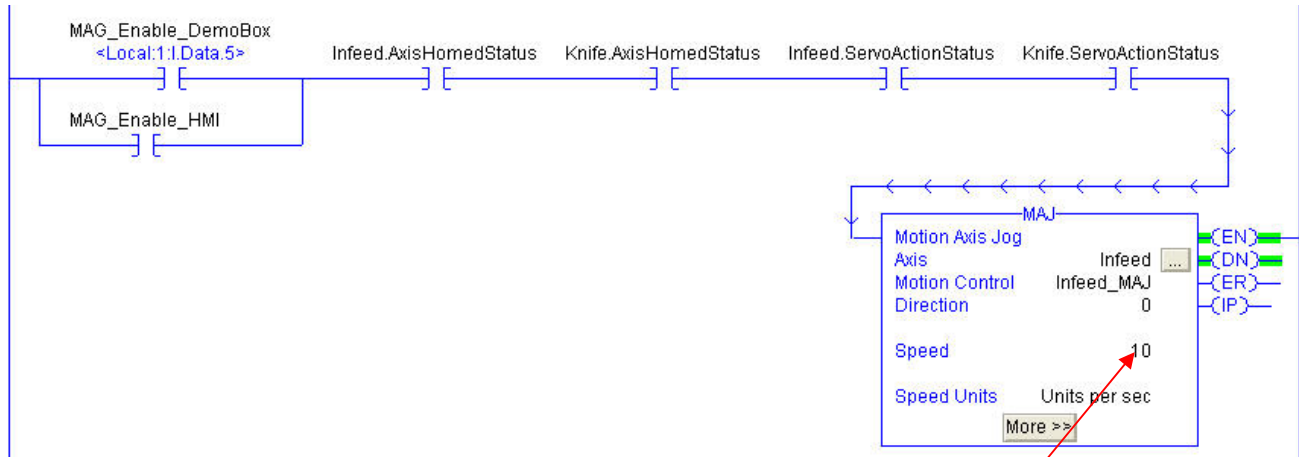 MAG_Enable_DemoBox
<Local:1:I.Data.5>
Infeed.AxisHomedStatus
Knife.AxisHomedStatus
Infeed.ServoActionStatus
Knife.ServoActionStatus
MAG_Enable_HMI
MAJ
Motion Axis Jog
Axis Infeed ...
Motion Control Infeed_MAJ
Direction 0
Speed 10
Speed Units Units per sec
More >>
EN
DN
ER
IP